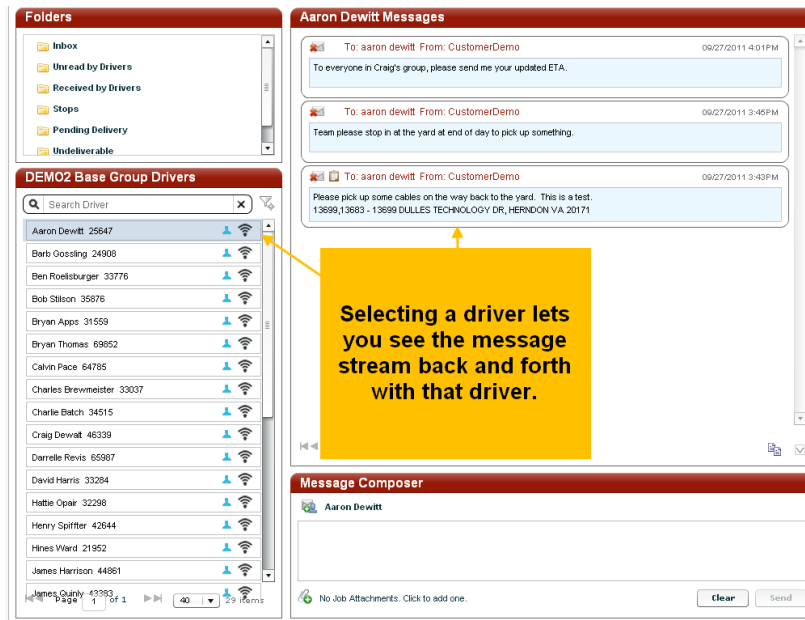 Folders
Inbox
Unread by Drivers
Received by Drivers
Stops
Pending Delivery
Undeliverable
DEMO2 Base Group Drivers
Search Driver
Aaron Dewitt 25647
Barb Gossling 24908
Ben Roelisburger 33776
Bob Stilson 35876
Bryan Apps 31559
Bryan Thomas 69852
Calvin Pace 64785
Charles Brewmeister 33037
Charlie Batch 34515
Craig Dewalt 46339
Darrelle Revis 65987
David Harris 33284
Hattie Opair 32298
Henry Spiffter 42644
Hines Ward 21952
James Harrison 44861
James Quinly 43383
Page 1 of 1 40 29 items
Aaron Dewitt Messages
To: aaron dewitt From: CustomerDemo 09/27/2011 4:01PM
To everyone in Craig's group, please send me your updated ETA.
To: aaron dewitt From: CustomerDemo 09/27/2011 3:45PM
Team please stop in at the yard at end of day to pick up something.
To: aaron dewitt From: CustomerDemo 09/27/2011 3:43PM
Please pick up some cables on the way back to the yard. This is a test.
13699,13683 - 13699 DULLES TECHNOLOGY DR, HERNDON VA 20171
Selecting a driver lets
you see the message
stream back and forth
with that driver.
Message Composer
Aaron Dewitt
No Job Attachments. Click to add one.
Clear
Send